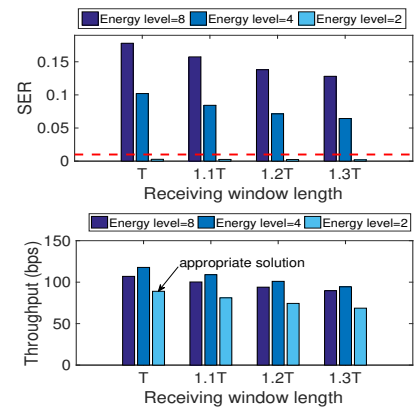 Energy level=8 Energy level=4 Energy level=2
SER
0.15
0.1
0.05
0
T 1.1T 1.2T 1.3T
Receiving window length
Energy level=8 Energy level=4 Energy level=2
Throughput (bps)
150
100
50
0
appropriate solution
T 1.1T 1.2T 1.3T
Receiving window length